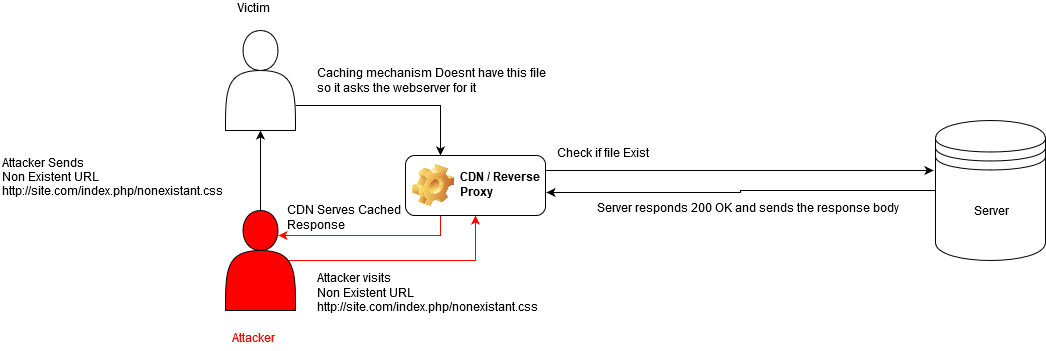 Victim
Caching mechanism Doesnt have this file
so it asks the webserver for it
Attacker Sends
Non Existent URL
http://site.com/index.php/nonexistant.css
Check if file Exist
CDN / Reverse
Proxy
Server responds 200 OK and sends the response body
Server
CDN Serves Cached
Response
Attacker visits
Non Existent URL
http://site.com/index.php/nonexistant.css
Attacker